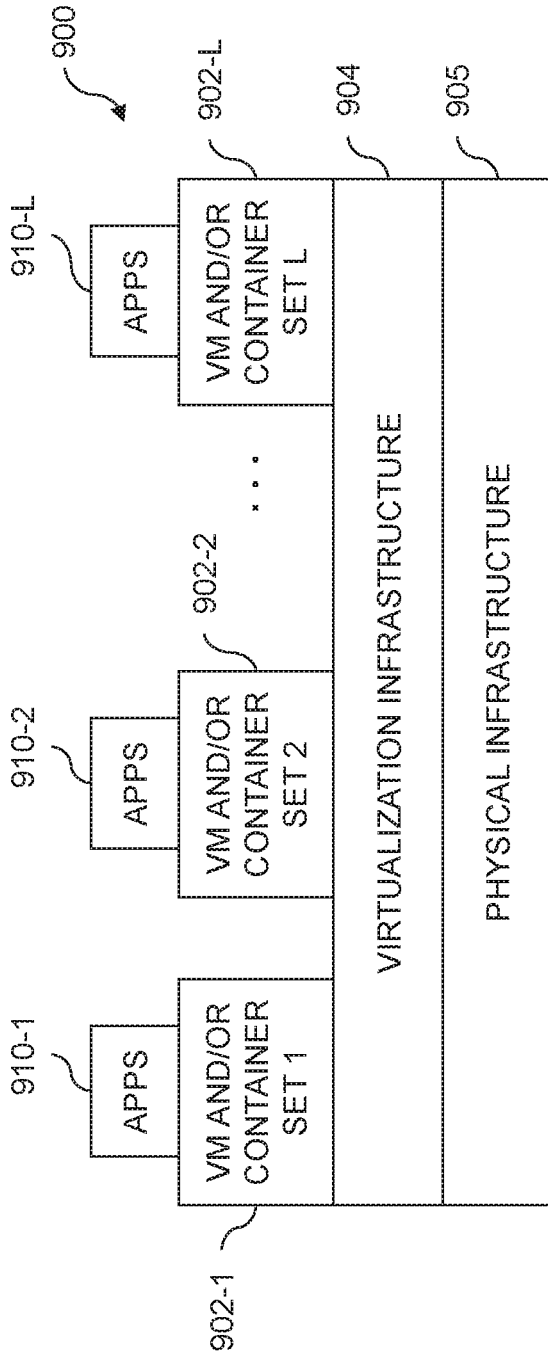 900
910-1
910-2
910-L
APPS
APPS
APPS
902-1
VM AND/OR
CONTAINER
SET 1
VM AND/OR
CONTAINER
SET 2
902-2
. . .
VM AND/OR
CONTAINER
SET L
902-L
VIRTUALIZATION INFRASTRUCTURE
904
PHYSICAL INFRASTRUCTURE
905